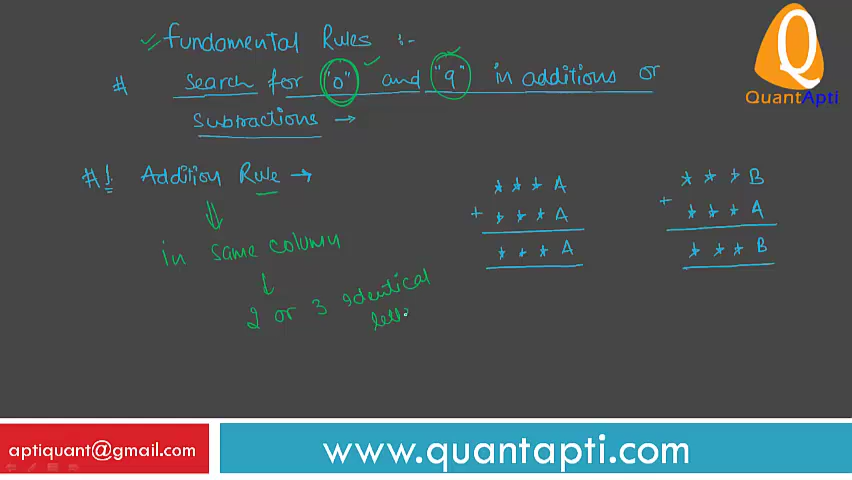 Fundamental Rules :-
# Search for "0" and "9" in additions or
Subtractions →
#1. Addition Rule →
in same column
2 or 3 identical
lette
* * * A
+ * * * A
* * * A
* * * B
+ * * * A
* * * B
Q
QuantApti
aptiquant@gmail.com
www.quantapti.com